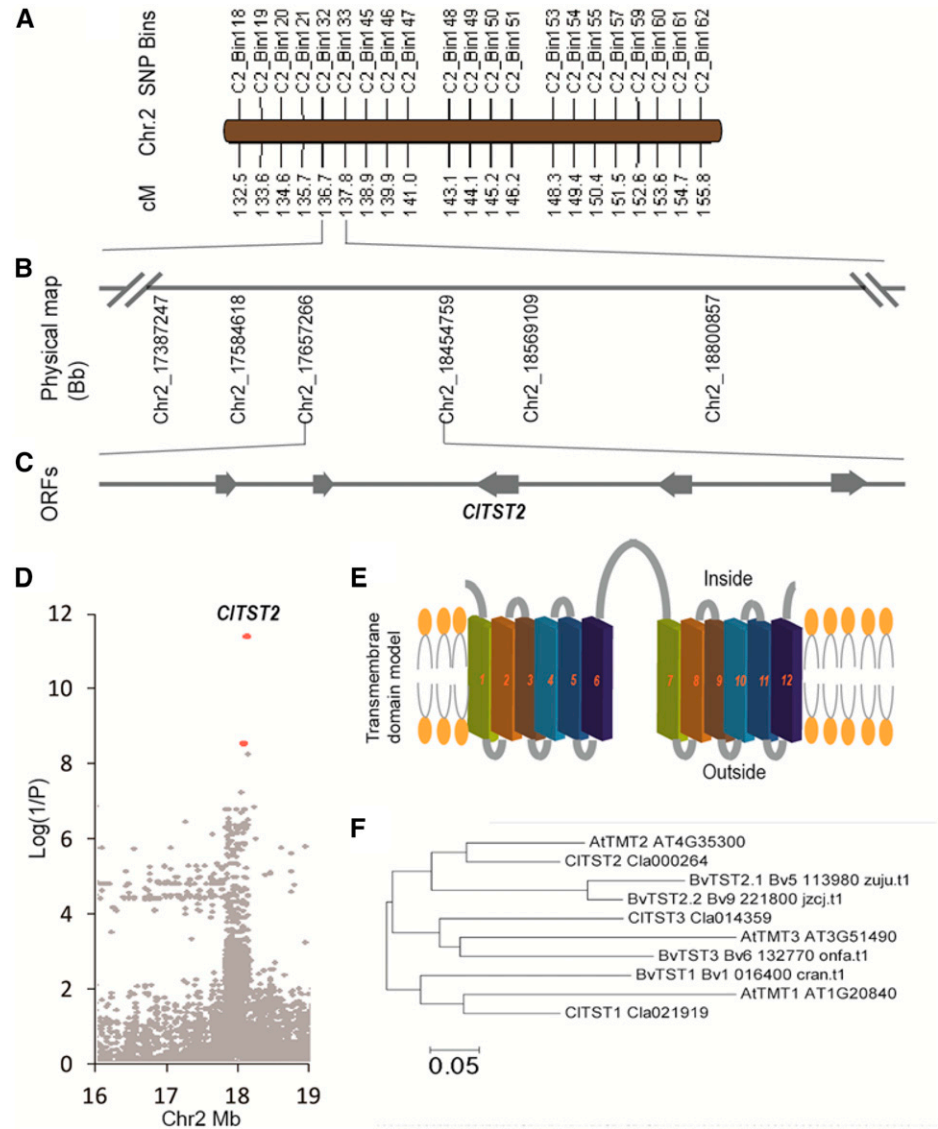 A
SNP Bins
C2_Bin118
C2_Bin119
C2_Bin120
C2_Bin121
C2_Bin132
C2_Bin133
C2_Bin145
C2_Bin146
C2_Bin147
C2_Bin148
C2_Bin149
C2_Bin150
C2_Bin151
C2_Bin153
C2_Bin154
C2_Bin155
C2_Bin157
C2_Bin159
C2_Bin160
C2_Bin161
C2_Bin162
Chr.2
cM
132.5
133.6
134.6
135.7
136.7
137.8
138.9
139.9
141.0
143.1
144.1
145.2
146.2
148.3
149.4
150.4
151.5
152.6
153.6
154.7
155.8
B
Physical map
(Bb)
Chr2_17387247
Chr2_17584618
Chr2_17657266
Chr2_18454759
Chr2_18569109
Chr2_18800857
C
ORFs
ClTST2
D
ClTST2
Log(1/P)
12
10
8
6
4
2
0
16 17 18 19
Chr2 Mb
E
Transmembrane
domain model
Inside
1 2 3 4 5 6 7 8 9 10 11 12
Outside
F
AtTMT2 AT4G35300
ClTST2 Cla000264
BvTST2.1 Bv5 113980 zuju.t1
BvTST2.2 Bv9 221800 jzcj.t1
ClTST3 Cla014359
AtTMT3 AT3G51490
BvTST3 Bv6 132770 onfa.t1
BvTST1 Bv1 016400 cran.t1
AtTMT1 AT1G20840
ClTST1 Cla021919
0.05